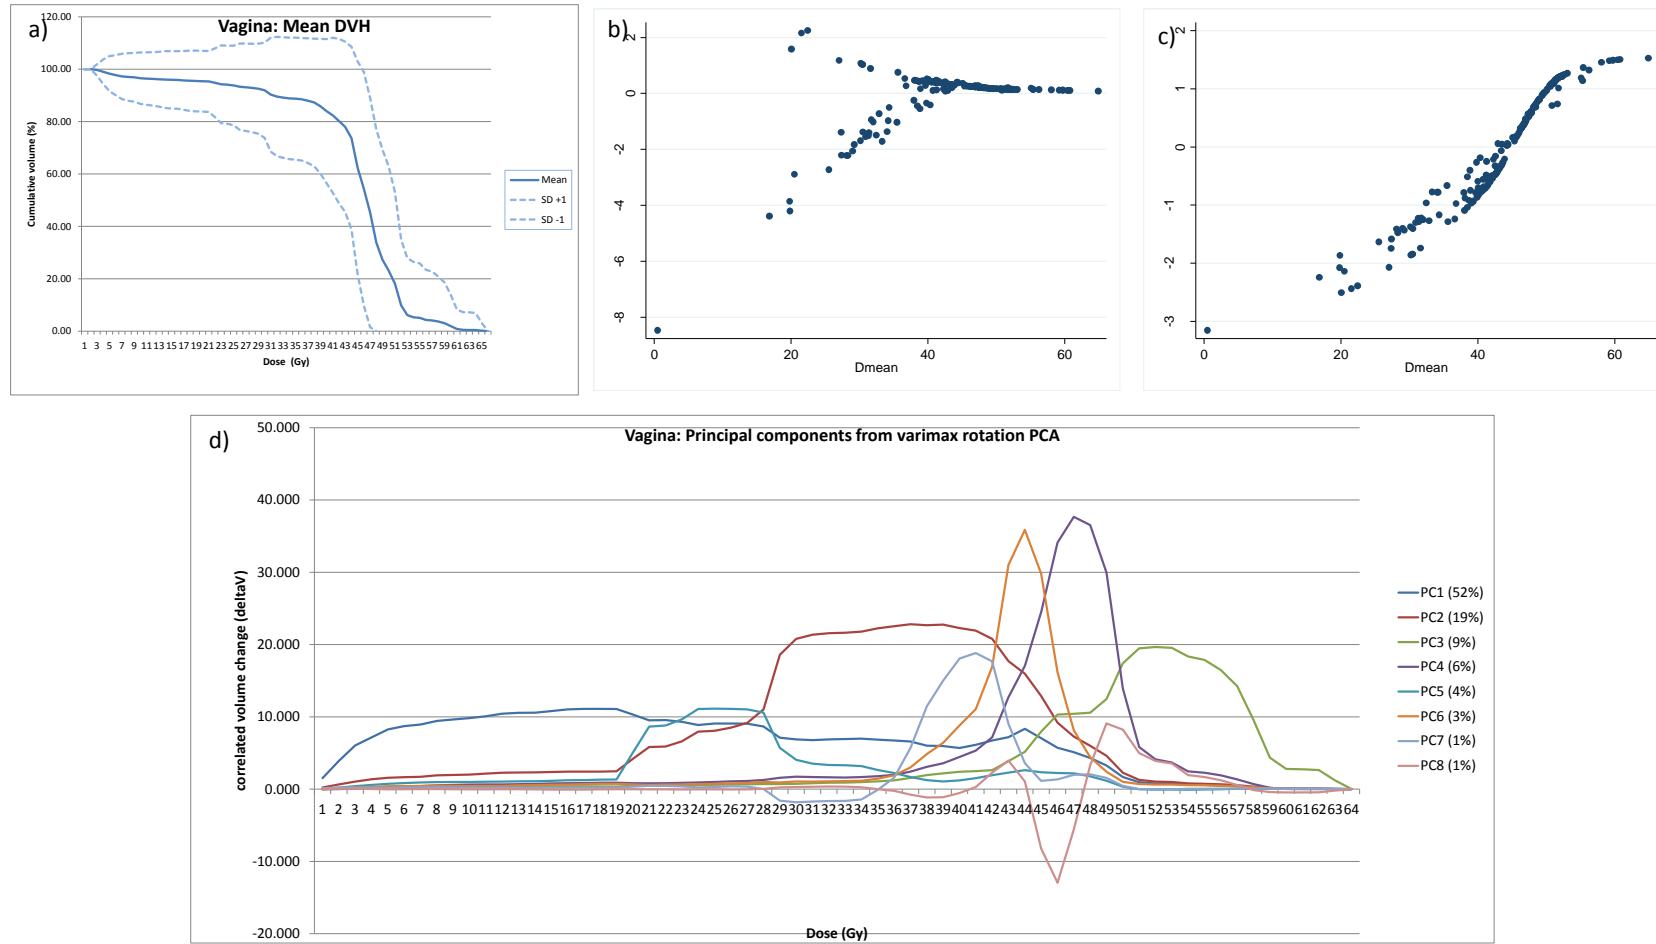 a)
Vagina: Mean DVH
120.00
100.00
80.00
60.00
40.00
20.00
0.00
Cumulative volume (%)
1 3 5 7 9 11 13 15 17 19 21 23 25 27 29 31 33 35 37 39 41 43 45 47 49 51 53 55 57 59 61 63 65
Dose (Gy)
Mean
SD +1
SD -1
b)
2
0
-2
-4
-6
-8
0 20 40 60
Dmean
c)
2
1
0
-1
-2
-3
0 20 40 60
Dmean
d)
Vagina: Principal components from varimax rotation PCA
50.000
40.000
30.000
20.000
10.000
0.000
-10.000
-20.000
correlated volume change (deltaV)
1 2 3 4 5 6 7 8 9 10 11 12 13 14 15 16 17 18 19 20 21 22 23 24 25 26 27 28 29 30 31 32 33 34 35 36 37 38 39 40 41 42 43 44 45 46 47 48 49 50 51 52 53 54 55 56 57 58 59 60 61 62 63 64
Dose (Gy)
PC1 (52%)
PC2 (19%)
PC3 (9%)
PC4 (6%)
PC5 (4%)
PC6 (3%)
PC7 (1%)
PC8 (1%)